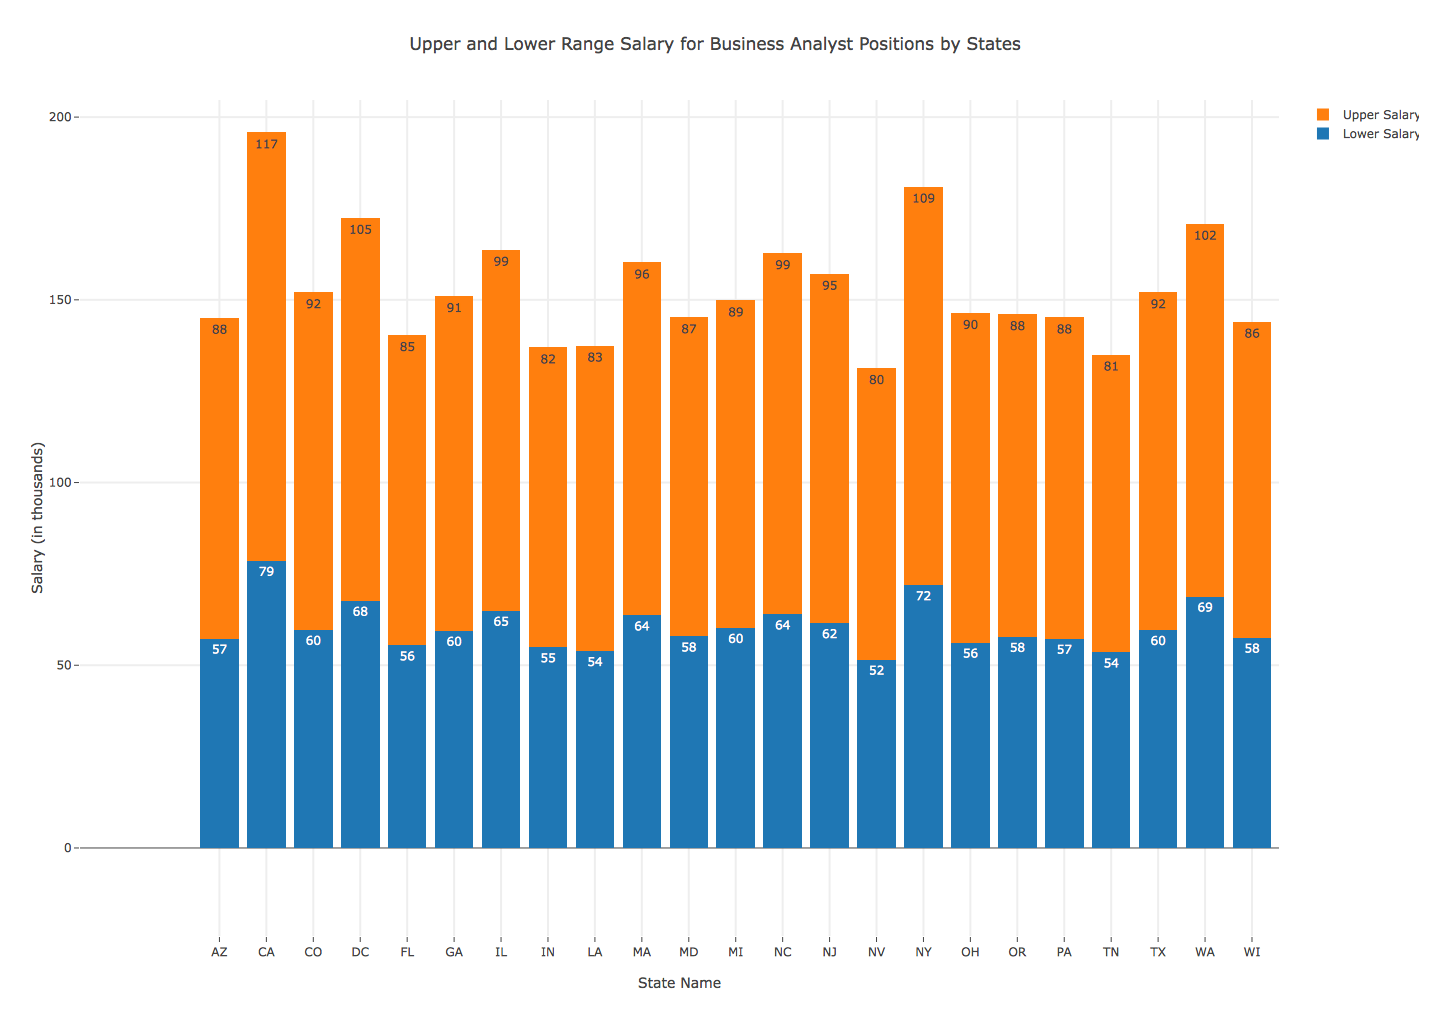 Upper and Lower Range Salary for Business Analyst Positions by States
Upper Salary
Lower Salary
200
150
100
50
0
Salary (in thousands)
88 117 92 105 85 91 99 82 83 96 87 89 99 95 80 109 90 88 88 81 92 102 86
57 79 60 68 56 60 65 55 54 64 58 60 64 62 52 72 56 58 57 54 60 69 58
AZ CA CO DC FL GA IL IN LA MA MD MI NC NJ NV NY OH OR PA TN TX WA WI
State Name